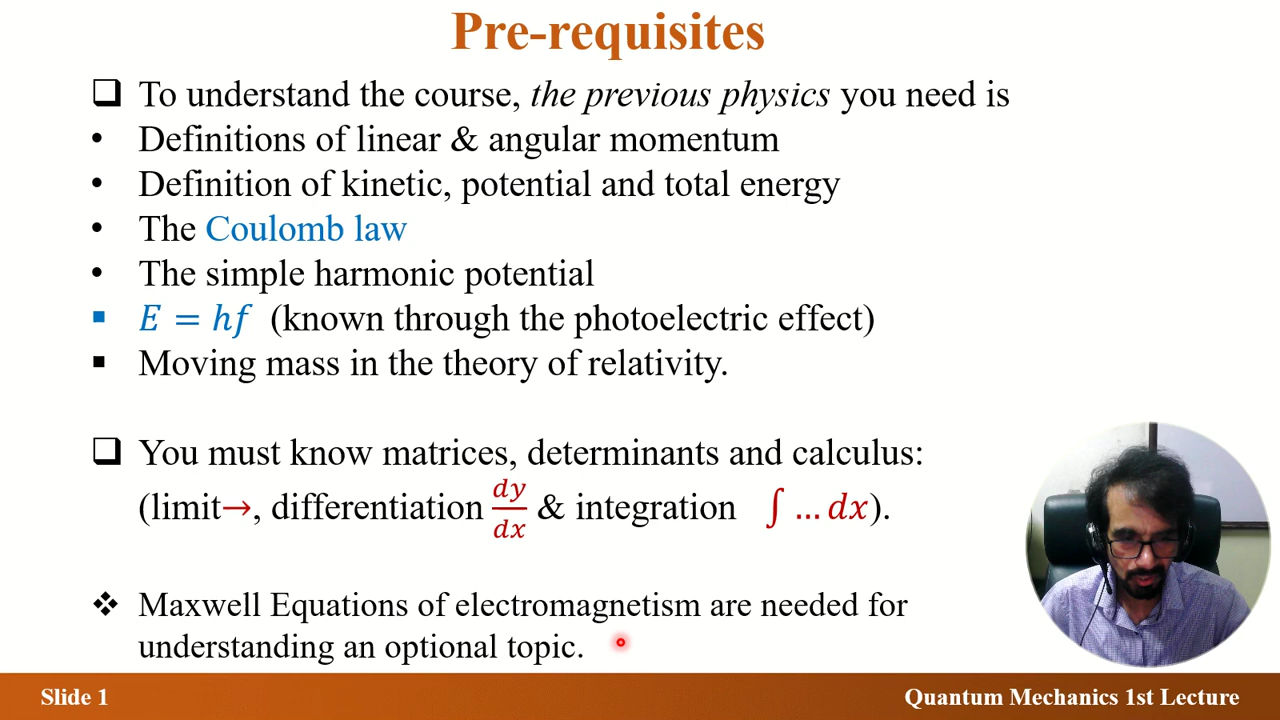 Pre-requisites
❑ To understand the course, the previous physics you need is
• Definitions of linear & angular momentum
• Definition of kinetic, potential and total energy
• The Coulomb law
• The simple harmonic potential
▪ E = hf (known through the photoelectric effect)
▪ Moving mass in the theory of relativity.
❑ You must know matrices, determinants and calculus:
(limit→, differentiation dy/dx & integration ∫ … dx).
❖ Maxwell Equations of electromagnetism are needed for
understanding an optional topic.
Slide 1
Quantum Mechanics 1st Lecture